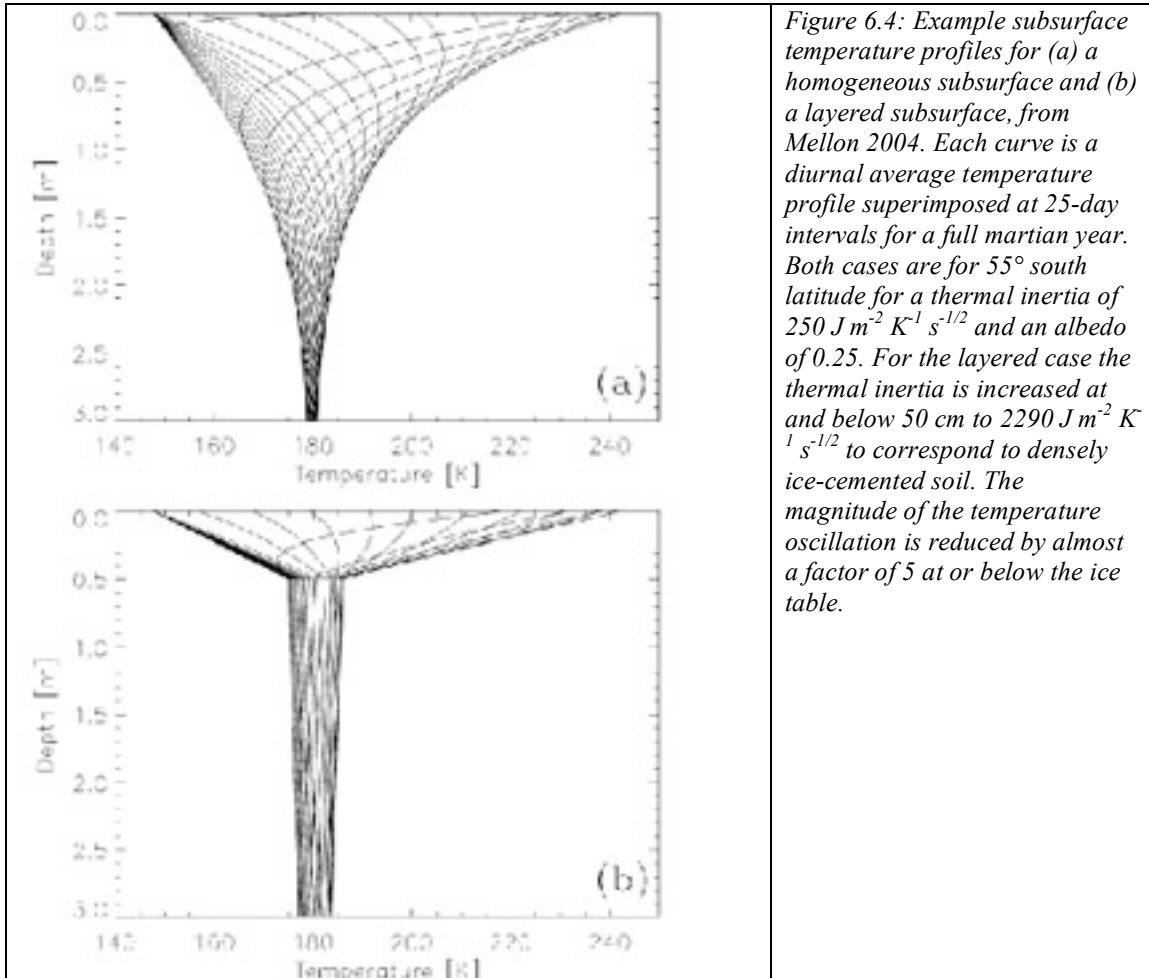 0.0
0.5
1.0
1.5
2.0
2.5
3.0
Depth [m]
(a)
140 160 180 200 220 240
Temperature [K]
0.0
0.5
1.0
1.5
2.0
2.5
3.0
Depth [m]
(b)
140 160 180 200 220 240
Temperature [K]
Figure 6.4: Example subsurface
temperature profiles for (a) a
homogeneous subsurface and (b)
a layered subsurface, from
Mellon 2004. Each curve is a
diurnal average temperature
profile superimposed at 25-day
intervals for a full martian year.
Both cases are for 55° south
latitude for a thermal inertia of
250 J m⁻² K⁻¹ s⁻¹/² and an albedo
of 0.25. For the layered case the
thermal inertia is increased at
and below 50 cm to 2290 J m⁻² K⁻
¹ s⁻¹/² to correspond to densely
ice-cemented soil. The
magnitude of the temperature
oscillation is reduced by almost
a factor of 5 at or below the ice
table.